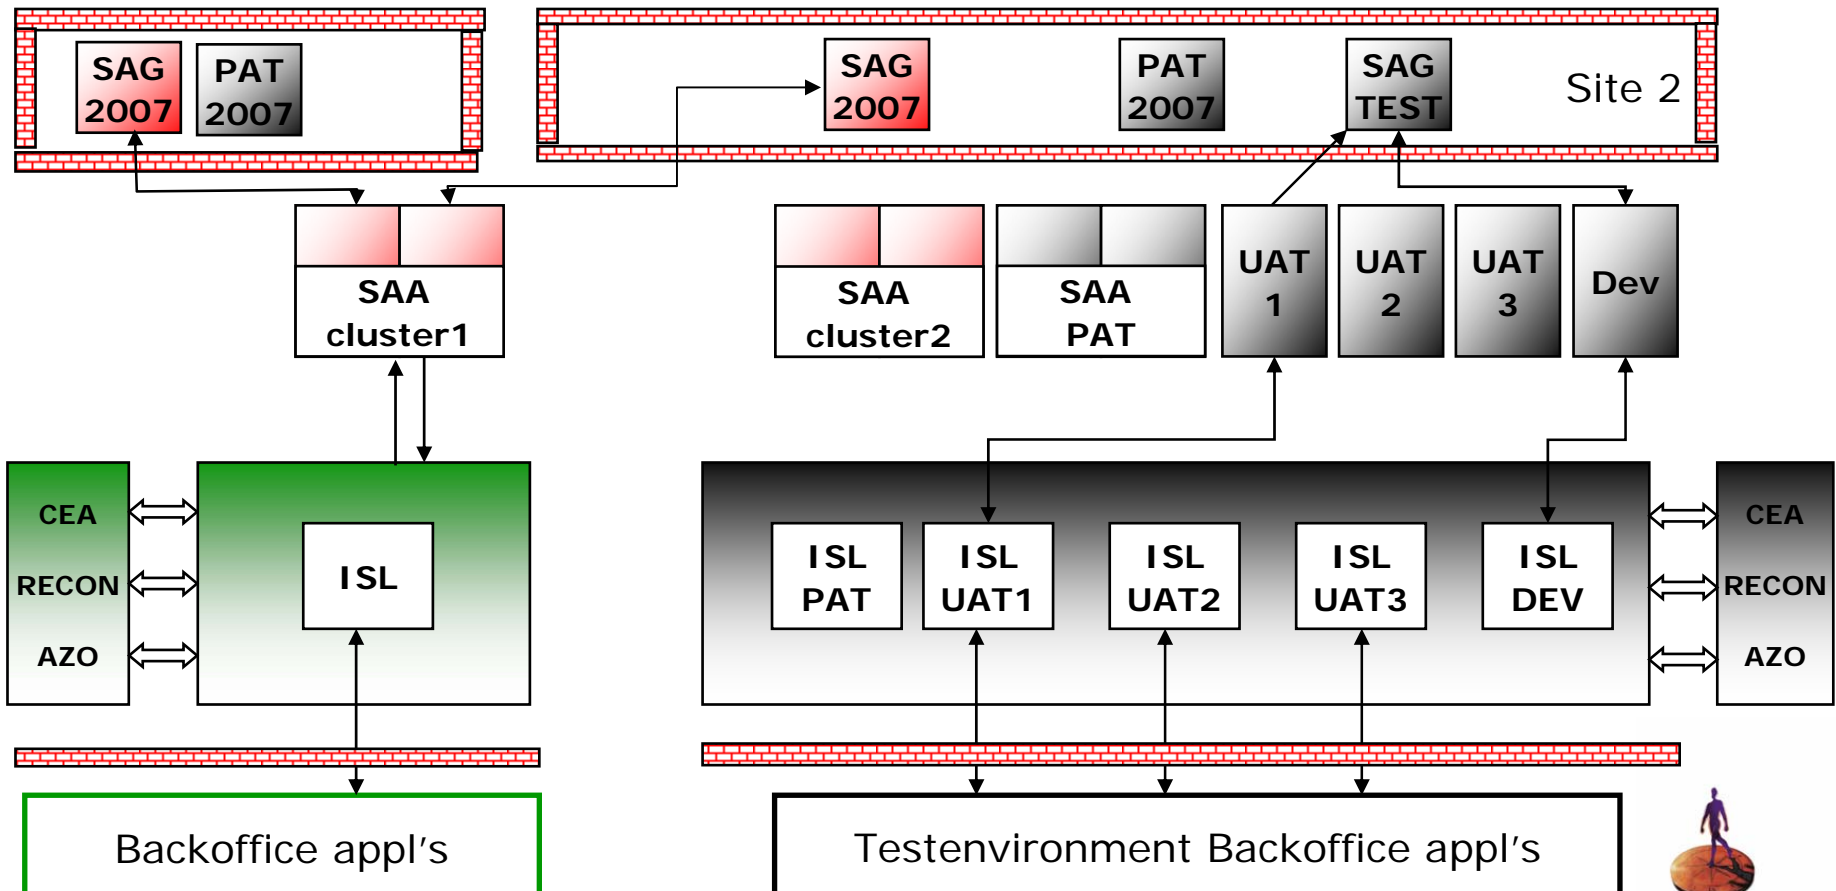 SAG
2007
PAT
2007
SAG
2007
PAT
2007
SAG
TEST
Site 2
SAA
cluster1
SAA
cluster2
SAA
PAT
UAT
1
UAT
2
UAT
3
Dev
CEA
RECON
AZO
ISL
ISL
PAT
ISL
UAT1
ISL
UAT2
ISL
UAT3
ISL
DEV
CEA
RECON
AZO
Backoffice appl's
Testenvironment Backoffice appl's